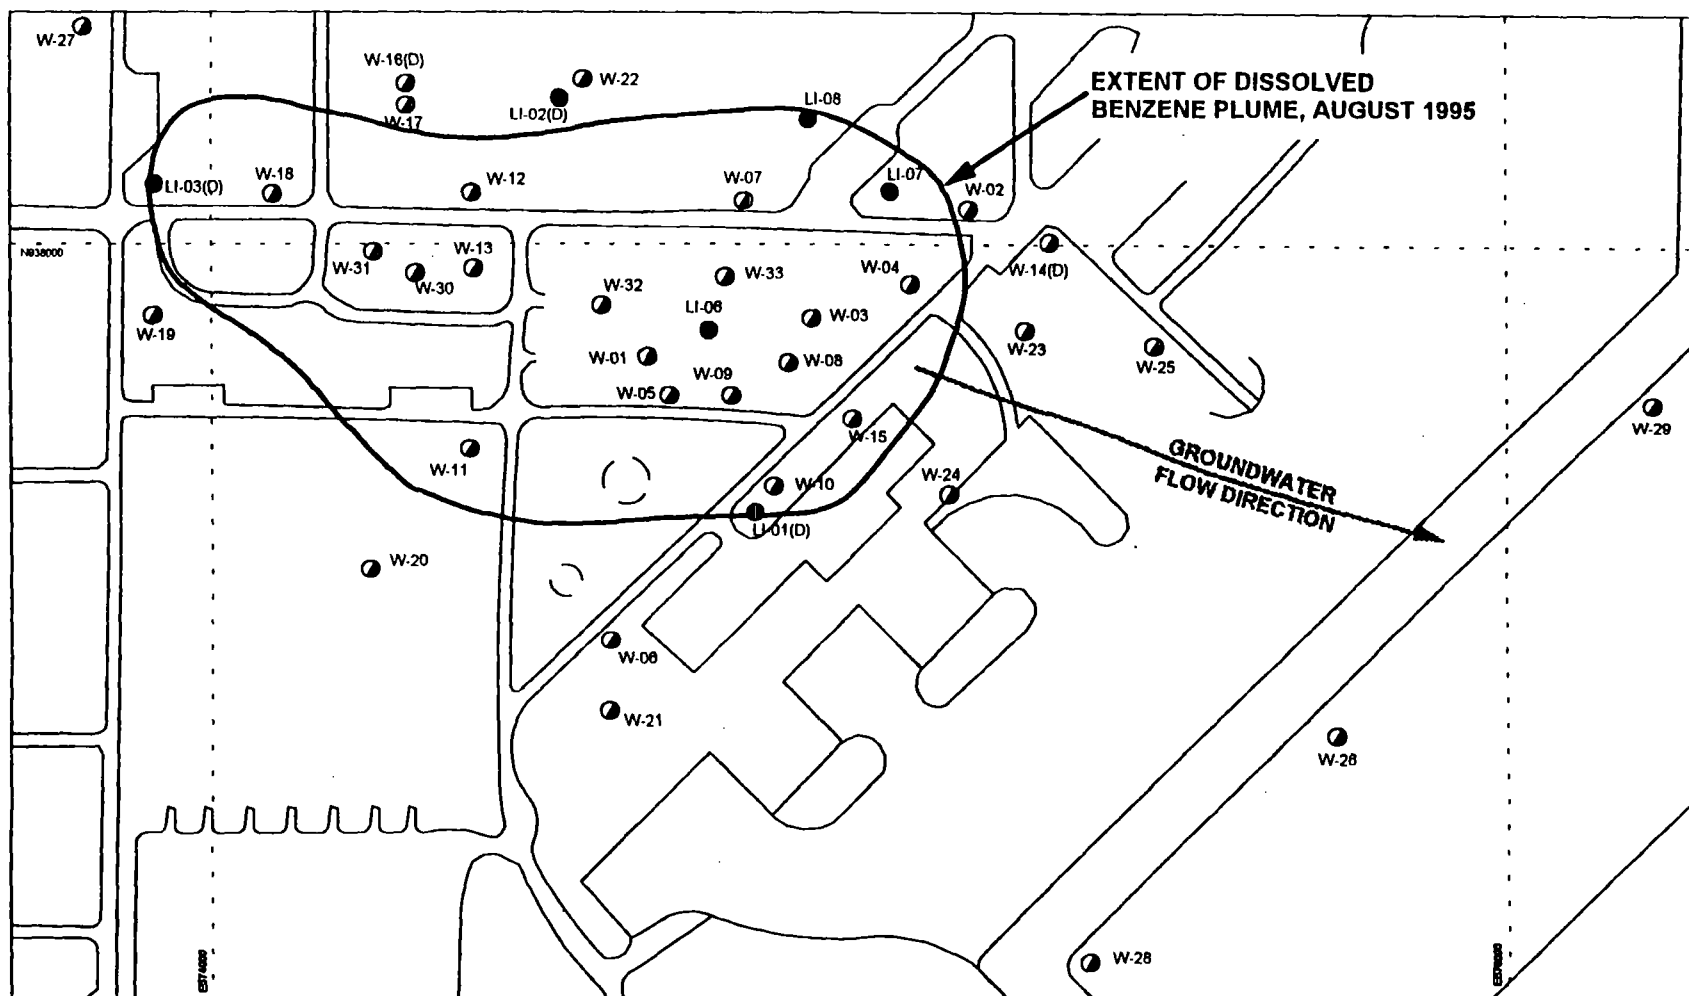 W-27
W-16(D)
W-22
EXTENT OF DISSOLVED
BENZENE PLUME, AUGUST 1995
LI-08
LI-02(D)
W-17
LI-03(D)
W-18
W-12
W-07
LI-07
W-02
N938000
W-31
W-13
W-30
W-33
W-04
W-14(D)
W-32
LI-06
W-03
W-19
W-23
W-25
W-01
W-08
W-05
W-09
W-29
W-15
W-11
GROUNDWATER
FLOW DIRECTION
W-24
W-10
LI-01(D)
W-20
W-06
W-21
W-26
W-28